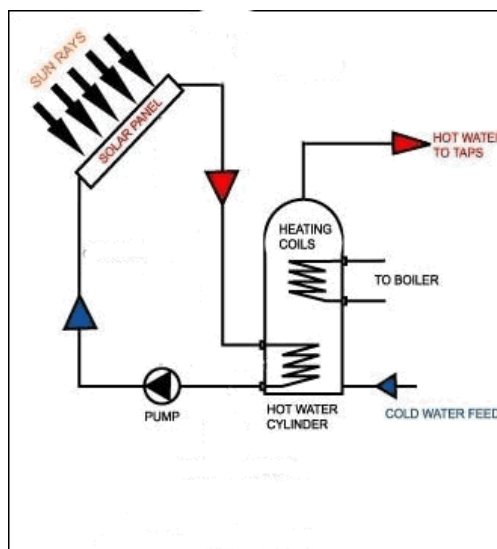 SUN RAYS
SOLAR PANEL
HOT WATER
TO TAPS
HEATING
COILS
TO BOILER
PUMP
HOT WATER
CYLINDER
COLD WATER FEED